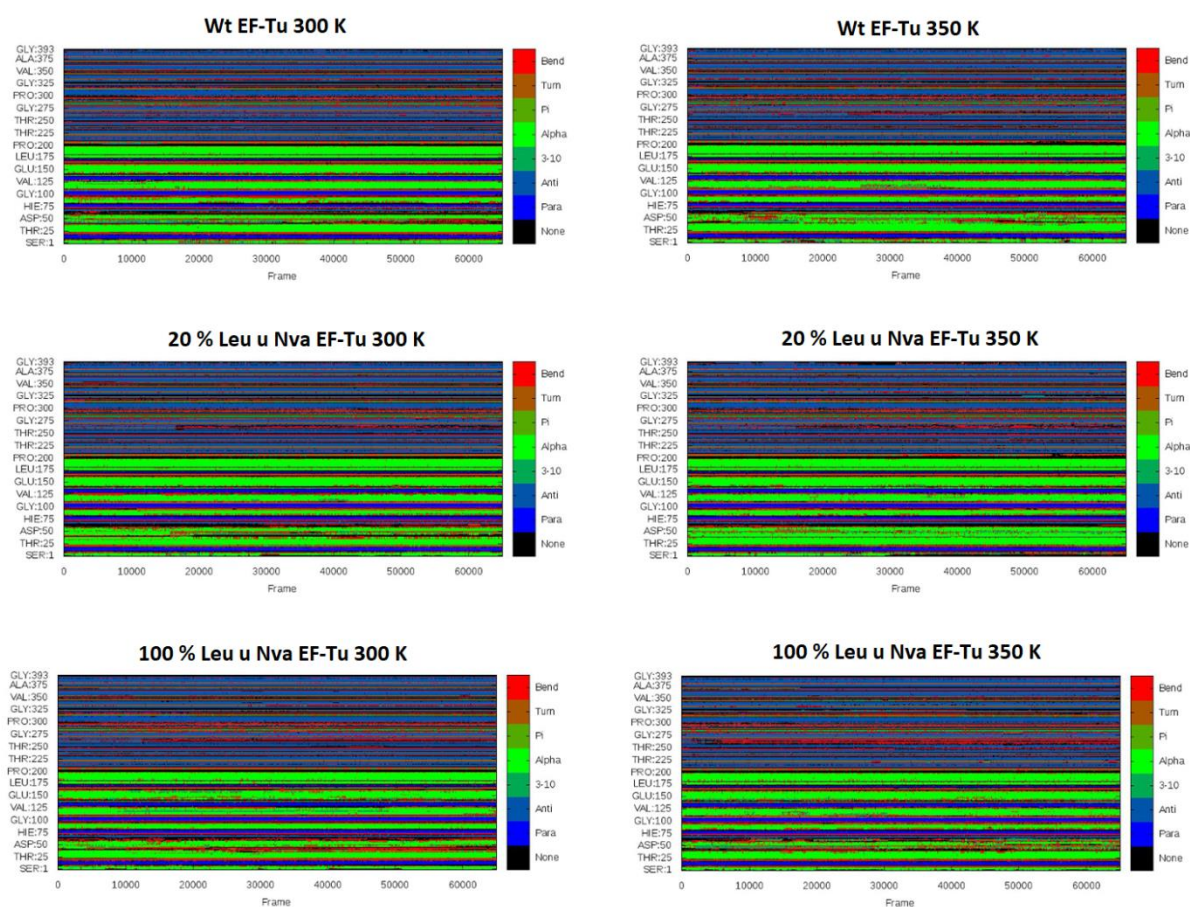 Wt EF-Tu 300 K
GLY:393
ALA:375
VAL:350
GLY:325
PRO:300
GLY:275
THR:250
THR:225
PRO:200
LEU:175
GLU:150
VAL:125
GLY:100
HIE:75
ASP:50
THR:25
SER:1
0 10000 20000 30000 40000 50000 60000
Frame
Bend
Turn
Pi
Alpha
3-10
Anti
Para
None
Wt EF-Tu 350 K
GLY:393
ALA:375
VAL:350
GLY:325
PRO:300
GLY:275
THR:250
THR:225
PRO:200
LEU:175
GLU:150
VAL:125
GLY:100
HIE:75
ASP:50
THR:25
SER:1
0 10000 20000 30000 40000 50000 60000
Frame
Bend
Turn
Pi
Alpha
3-10
Anti
Para
None
20 % Leu u Nva EF-Tu 300 K
GLY:393
ALA:375
VAL:350
GLY:325
PRO:300
GLY:275
THR:250
THR:225
PRO:200
LEU:175
GLU:150
VAL:125
GLY:100
HIE:75
ASP:50
THR:25
SER:1
0 10000 20000 30000 40000 50000 60000
Frame
Bend
Turn
Pi
Alpha
3-10
Anti
Para
None
20 % Leu u Nva EF-Tu 350 K
GLY:393
ALA:375
VAL:350
GLY:325
PRO:300
GLY:275
THR:250
THR:225
PRO:200
LEU:175
GLU:150
VAL:125
GLY:100
HIE:75
ASP:50
THR:25
SER:1
0 10000 20000 30000 40000 50000 60000
Frame
Bend
Turn
Pi
Alpha
3-10
Anti
Para
None
100 % Leu u Nva EF-Tu 300 K
GLY:393
ALA:375
VAL:350
GLY:325
PRO:300
GLY:275
THR:250
THR:225
PRO:200
LEU:175
GLU:150
VAL:125
GLY:100
HIE:75
ASP:50
THR:25
SER:1
0 10000 20000 30000 40000 50000 60000
Frame
Bend
Turn
Pi
Alpha
3-10
Anti
Para
None
100 % Leu u Nva EF-Tu 350 K
GLY:393
ALA:375
VAL:350
GLY:325
PRO:300
GLY:275
THR:250
THR:225
PRO:200
LEU:175
GLU:150
VAL:125
GLY:100
HIE:75
ASP:50
THR:25
SER:1
0 10000 20000 30000 40000 50000 60000
Frame
Bend
Turn
Pi
Alpha
3-10
Anti
Para
None